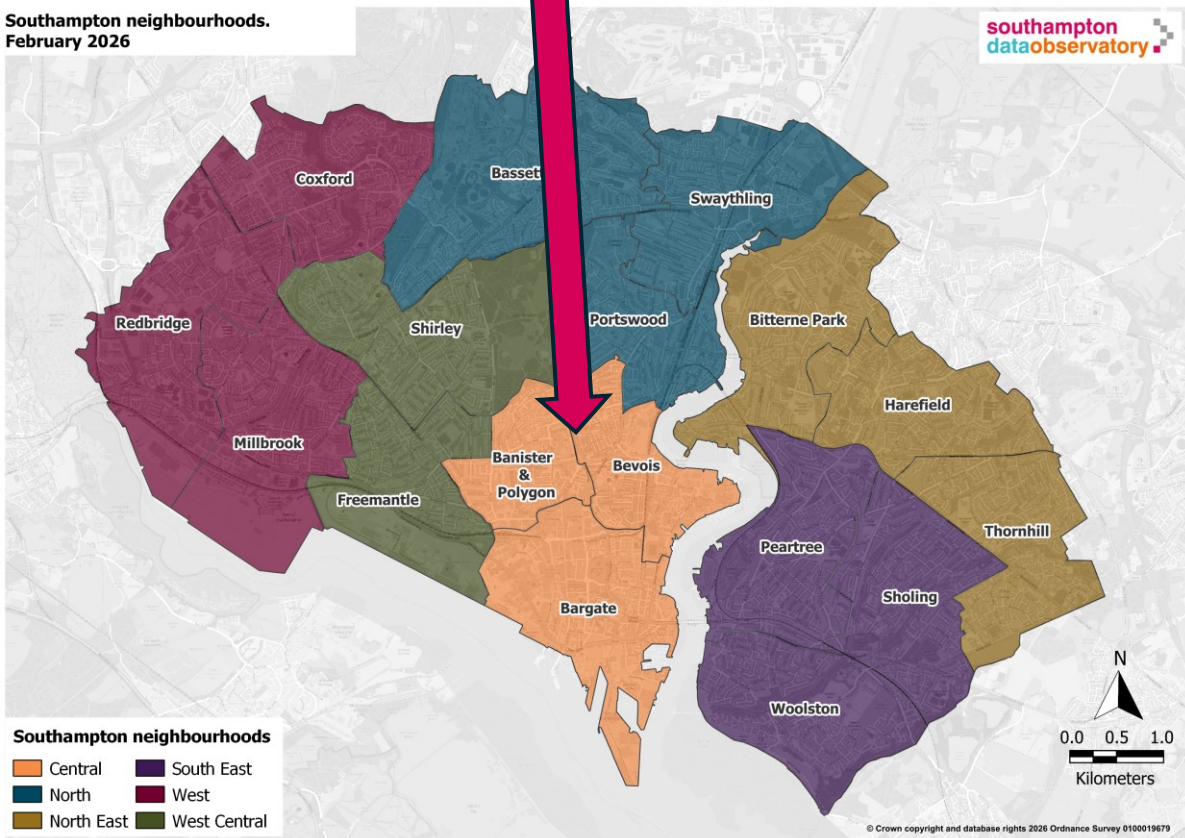 Southampton neighbourhoods.
February 2026
southampton
dataobservatory
Coxford
Basset
Swaythling
Redbridge
Shirley
Portswood
Bitterne Park
Harefield
Millbrook
Banister
&
Polygon
Bevois
Freemantle
Thornhill
Peartree
Sholing
Bargate
Woolston
N
0.0 0.5 1.0
Kilometers
Southampton neighbourhoods
Central
South East
North
West
North East
West Central
© Crown copyright and database rights 2026 Ordnance Survey 0100019679